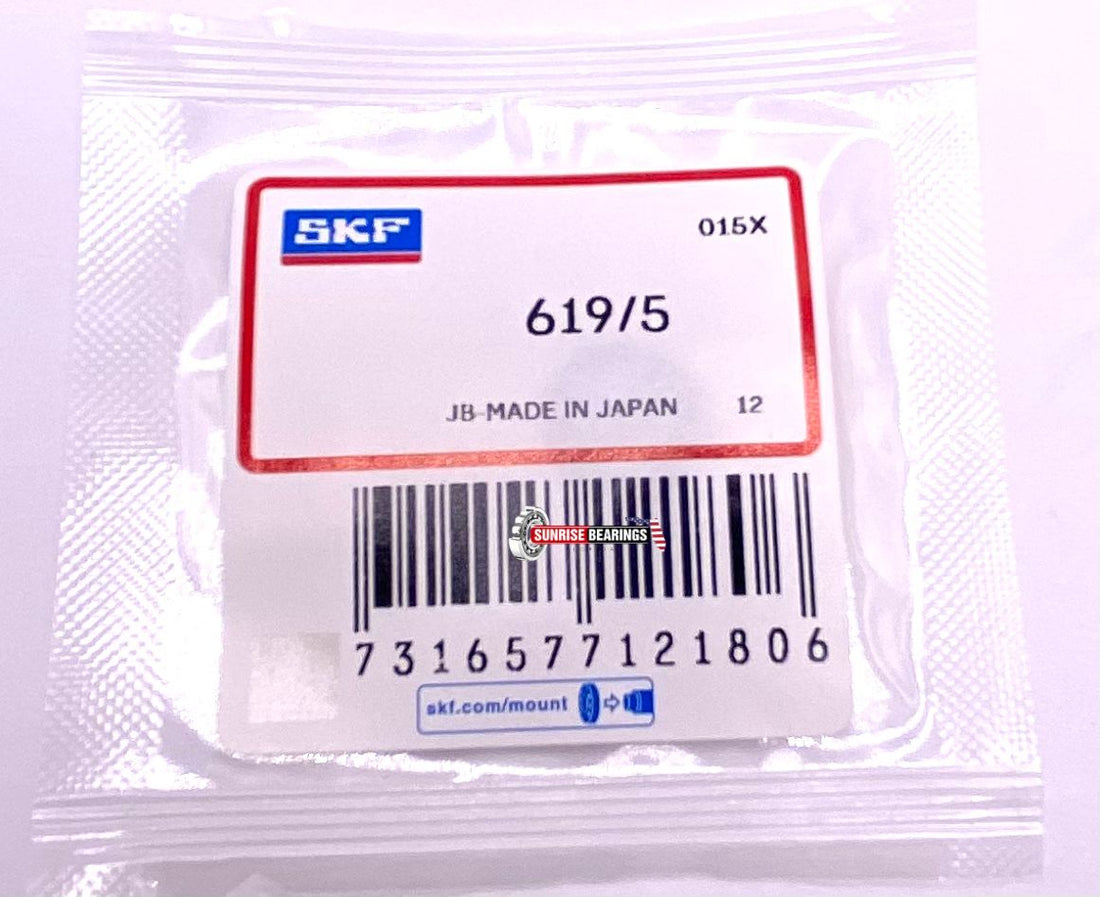 SKF
015X
619/5
JB-MADE IN JAPAN 12
SUNRISE BEARINGS
7316577121806
skf.com/mount